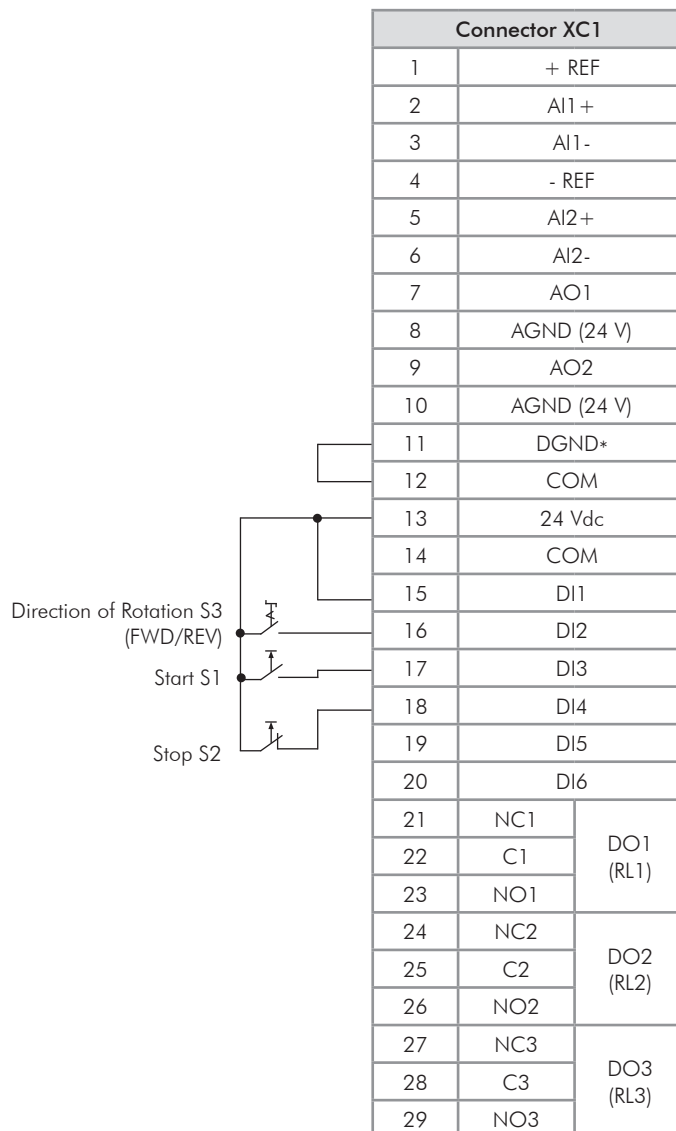 Connector XC1
1 + REF
2 AI1+
3 AI1-
4 - REF
5 AI2+
6 AI2-
7 AO1
8 AGND (24 V)
9 AO2
10 AGND (24 V)
11 DGND*
12 COM
13 24 Vdc
14 COM
15 DI1
Direction of Rotation S3
(FWD/REV)
16 DI2
Start S1
17 DI3
18 DI4
Stop S2
19 DI5
20 DI6
21 NC1
22 C1
23 NO1
DO1
(RL1)
24 NC2
25 C2
26 NO2
DO2
(RL2)
27 NC3
28 C3
29 NO3
DO3
(RL3)